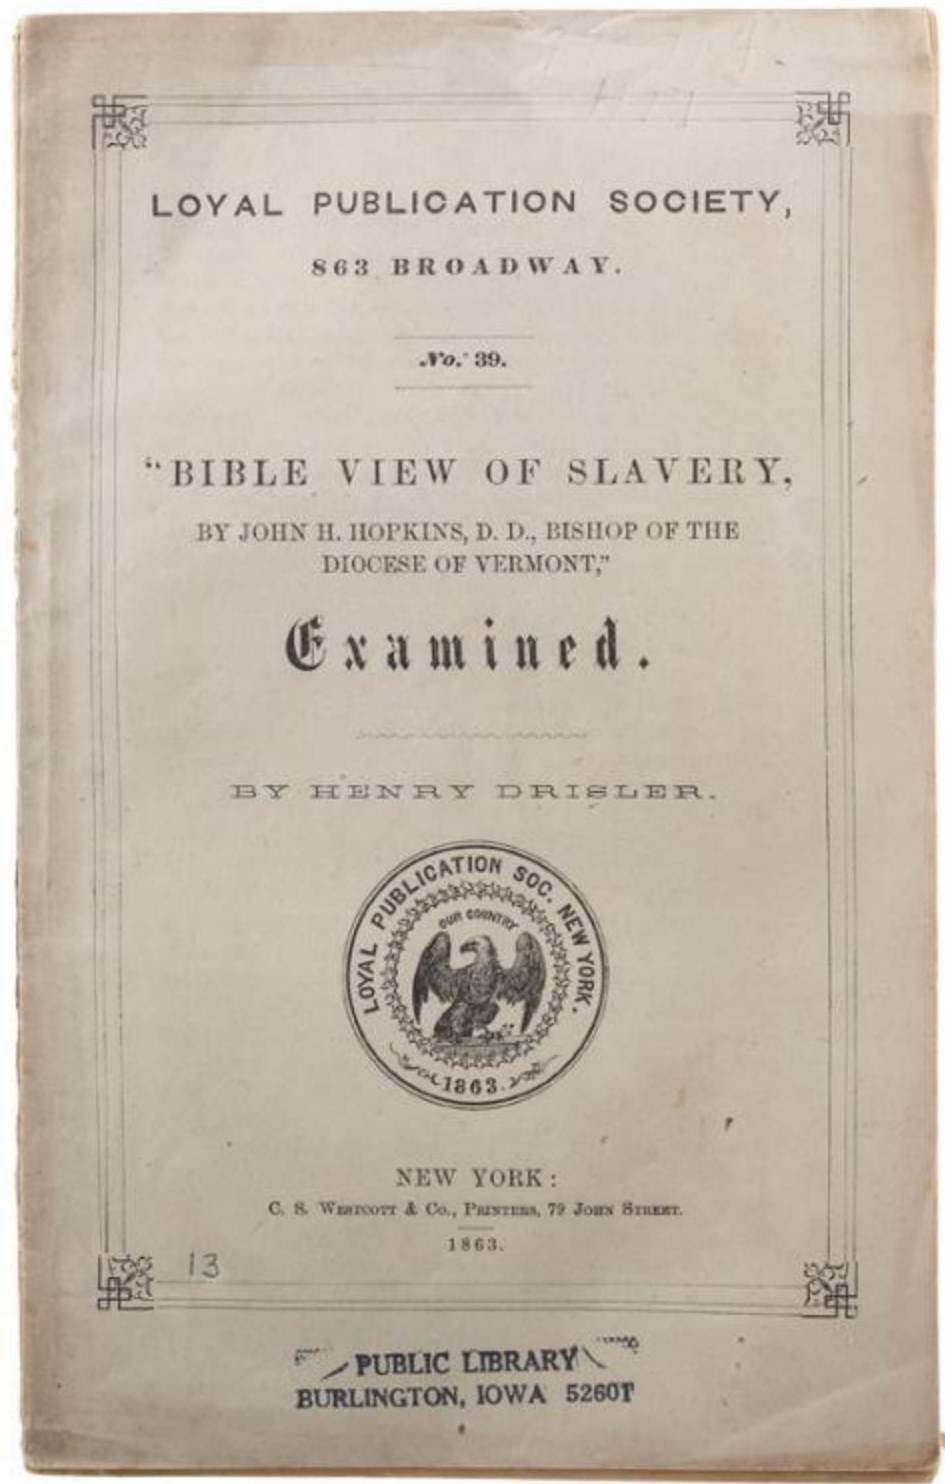 LOYAL PUBLICATION SOCIETY,
863 BROADWAY.
No. 39.
"BIBLE VIEW OF SLAVERY,
BY JOHN H. HOPKINS, D. D., BISHOP OF THE
DIOCESE OF VERMONT,"
Examined.
BY HENRY DRISLER.
LOYAL PUBLICATION SOC. NEW YORK.
OUR COUNTRY
1863.
NEW YORK:
C. S. WESTCOTT & CO., PRINTERS, 79 JOHN STREET.
1863.
13
PUBLIC LIBRARY
BURLINGTON, IOWA 52601